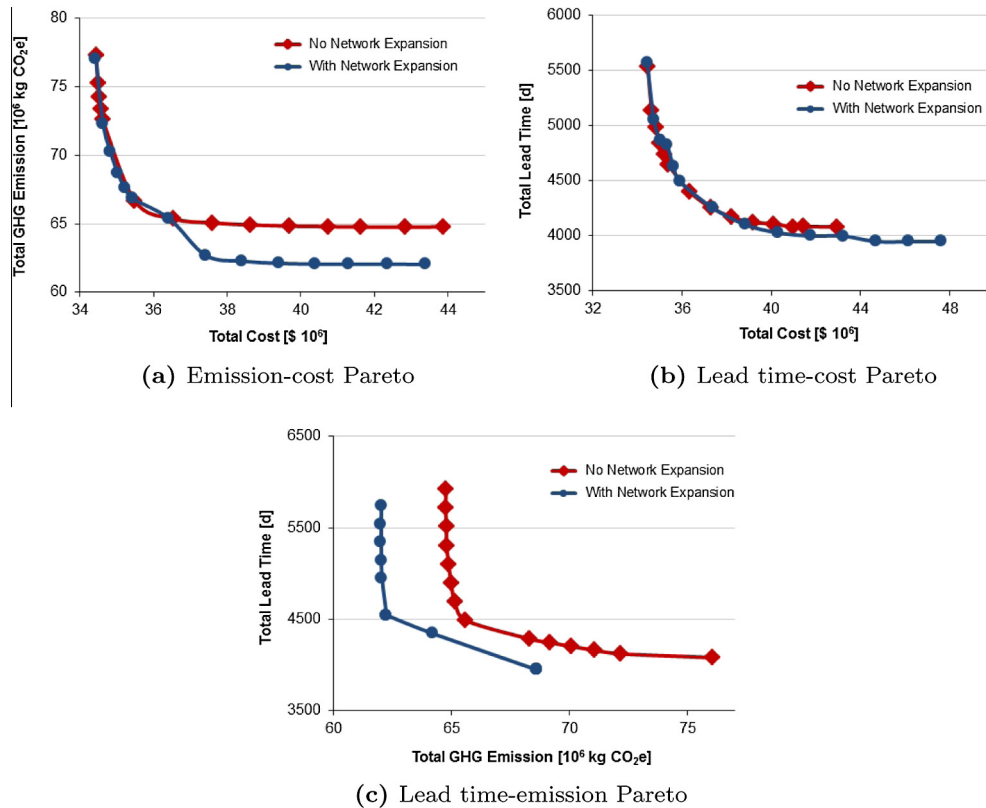 80
75
70
65
60
Total GHG Emission [10⁶ kg CO₂e]
No Network Expansion
With Network Expansion
34 36 38 40 42 44
Total Cost [$ 10⁶]
(a) Emission-cost Pareto
6000
5500
5000
4500
4000
3500
Total Lead Time [d]
No Network Expansion
With Network Expansion
32 36 40 44 48
Total Cost [$ 10⁶]
(b) Lead time-cost Pareto
6500
5500
4500
3500
Total Lead Time [d]
No Network Expansion
With Network Expansion
60 65 70 75
Total GHG Emission [10⁶ kg CO₂e]
(c) Lead time-emission Pareto